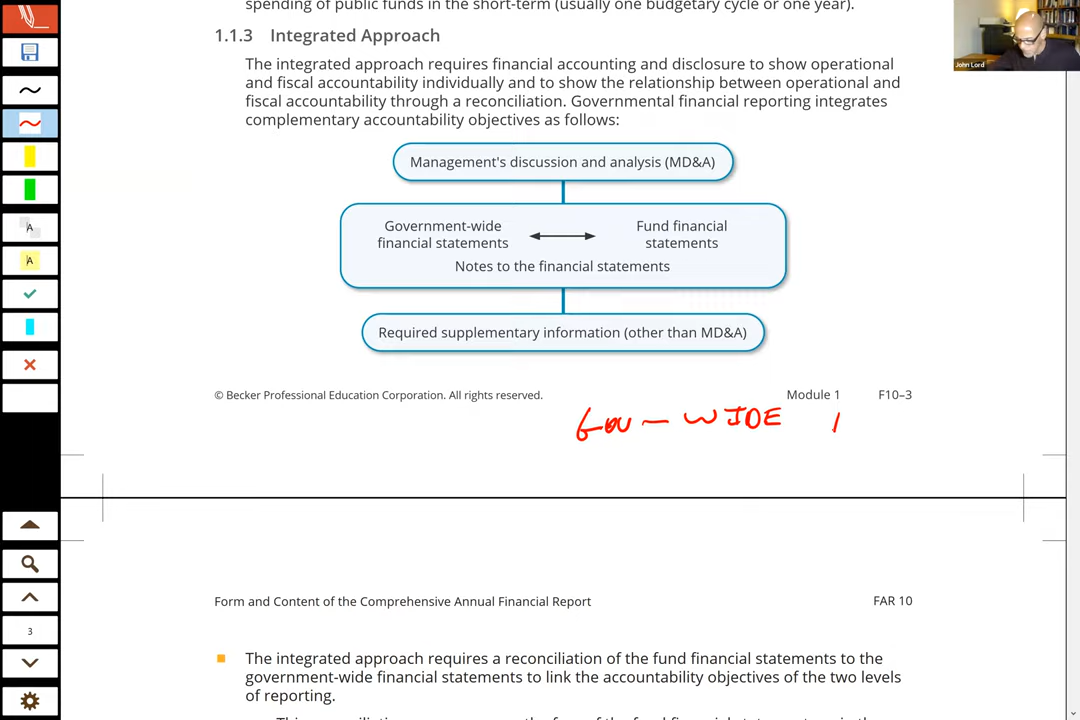 spending of public funds in the short-term (usually one budgetary cycle or one year).
John Lord
1.1.3 Integrated Approach
The integrated approach requires financial accounting and disclosure to show operational
and fiscal accountability individually and to show the relationship between operational and
fiscal accountability through a reconciliation. Governmental financial reporting integrates
complementary accountability objectives as follows:
Management's discussion and analysis (MD&A)
Government-wide
financial statements
Fund financial
statements
Notes to the financial statements
Required supplementary information (other than MD&A)
© Becker Professional Education Corporation. All rights reserved.
Module 1 F10–3
Gov — WIDE
A
A
3
Form and Content of the Comprehensive Annual Financial Report
FAR 10
The integrated approach requires a reconciliation of the fund financial statements to the
government-wide financial statements to link the accountability objectives of the two levels
of reporting.